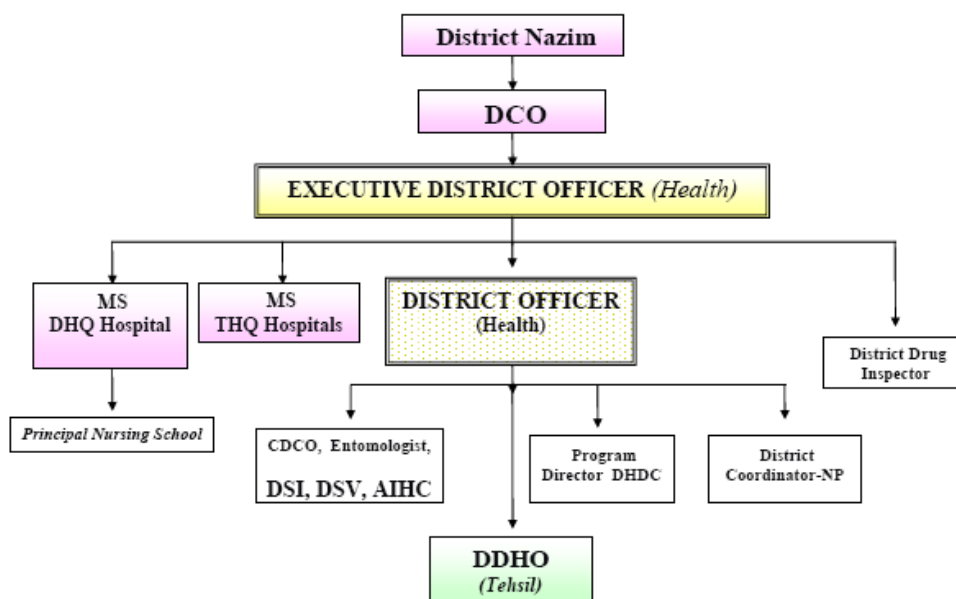 District Nazim
DCO
EXECUTIVE DISTRICT OFFICER (Health)
MS
DHQ Hospital
MS
THQ Hospitals
DISTRICT OFFICER
(Health)
District Drug
Inspector
Principal Nursing School
CDCO, Entomologist,
DSI, DSV, AIHC
Program
Director DHDC
District
Coordinator-NP
DDHO
(Tehsil)